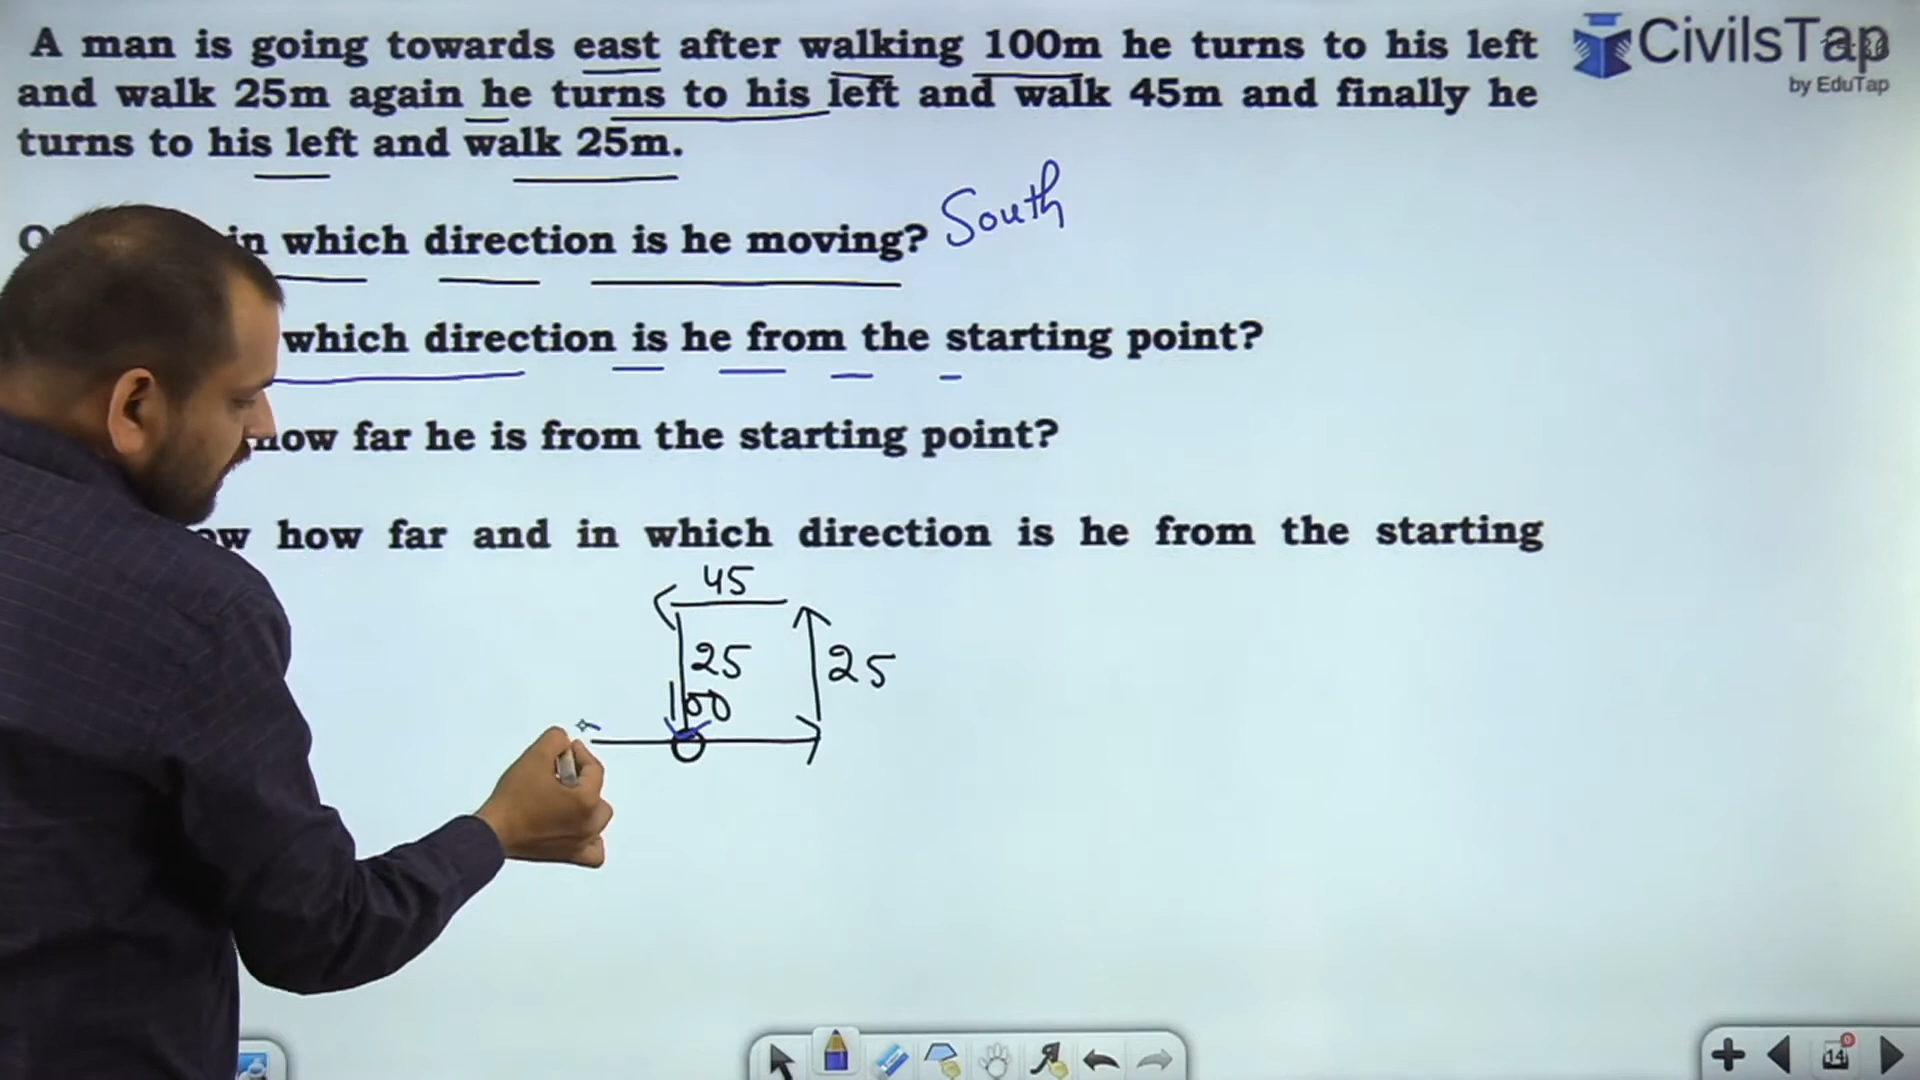 A man is going towards east after walking 100m he turns to his left
and walk 25m again he turns to his left and walk 45m and finally he
turns to his left and walk 25m.
in which direction is he moving? South
which direction is he from the starting point?
how far he is from the starting point?
how far and in which direction is he from the starting
45
25
25
100
CivilsTap
by EduTap
14